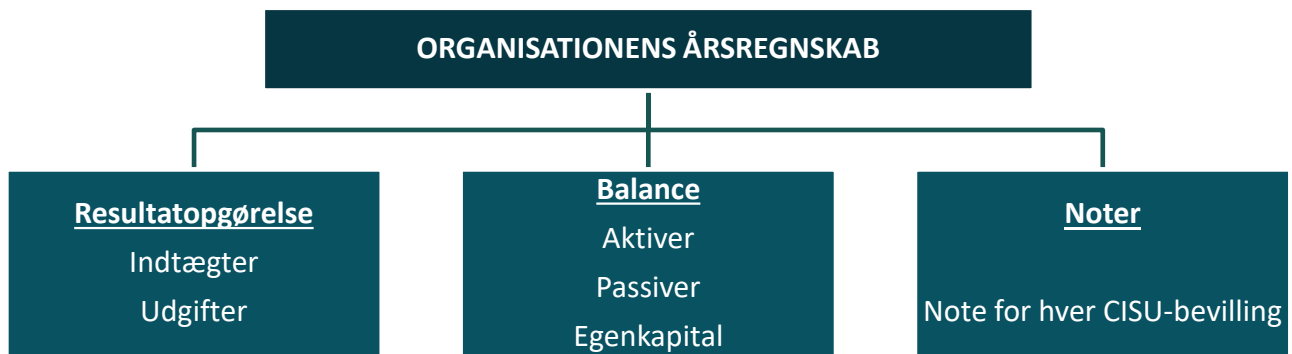 ORGANISATIONENS ÅRSREGNSKAB
Resultatopgørelse
Indtægter
Udgifter
Balance
Aktiver
Passiver
Egenkapital
Noter
Note for hver CISU-bevilling